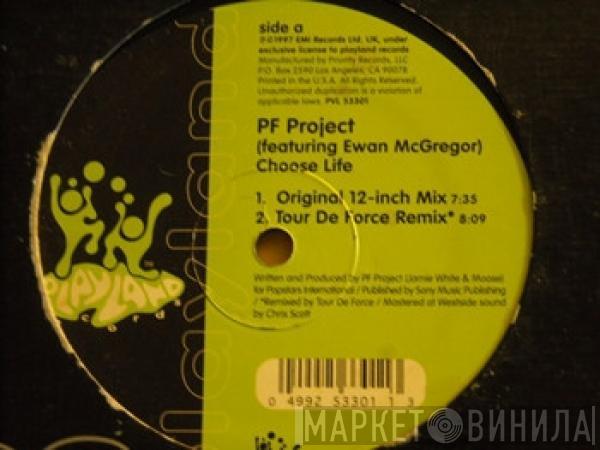 side a
℗©1997 EMI Records Ltd. UK, under
exclusive license to playland records
Manufactured by Priority Records, LLC
P.O. Box 2590 Los Angeles, CA 90078
Printed in the U.S.A. All Rights Reserved.
Unauthorized duplication is a violation of
applicable laws. PVL 53301
PF Project
(featuring Ewan McGregor)
Choose Life
1. Original 12-inch Mix 7:35
2. Tour De Force Remix* 8:09
Written and Produced by PF Project (Jamie White & Moose)
for Popstars International / Published by Sony Music Publishing
/ *Remixed by Tour De Force / Mastered at Westside sound
by Chris Scott
PLAYLAND
records
playland
0 4992 53301 1 3
МАРКЕТ ВИНИЛА